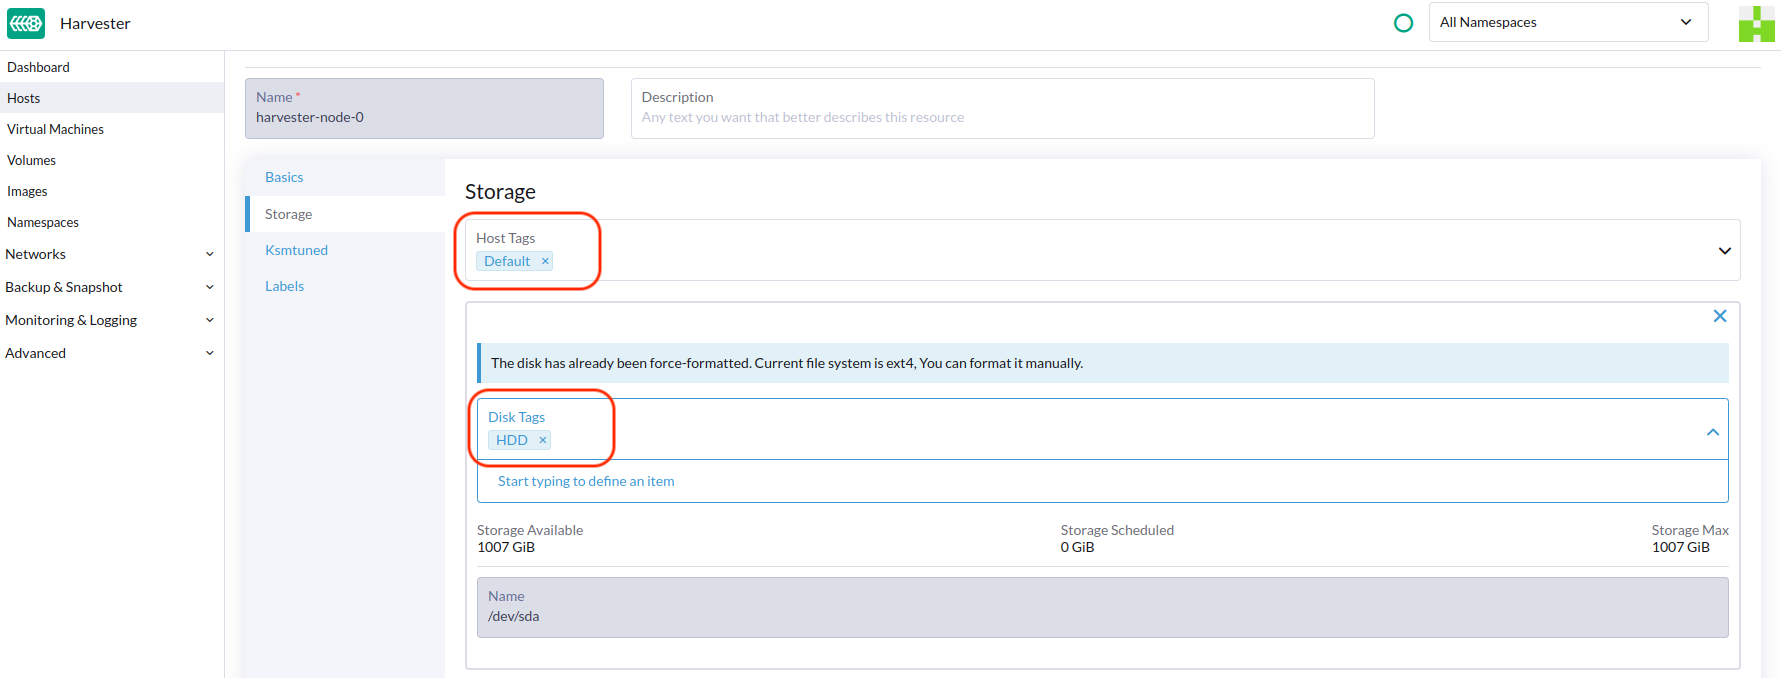 Harvester
All Namespaces
Dashboard
Hosts
Virtual Machines
Volumes
Images
Namespaces
Networks
Backup & Snapshot
Monitoring & Logging
Advanced
Name *
harvester-node-0
Description
Any text you want that better describes this resource
Basics
Storage
Ksmtuned
Labels
Storage
Host Tags
Default ×
The disk has already been force-formatted. Current file system is ext4, You can format it manually.
Disk Tags
HDD ×
Start typing to define an item
Storage Available
1007 GiB
Storage Scheduled
0 GiB
Storage Max
1007 GiB
Name
/dev/sda